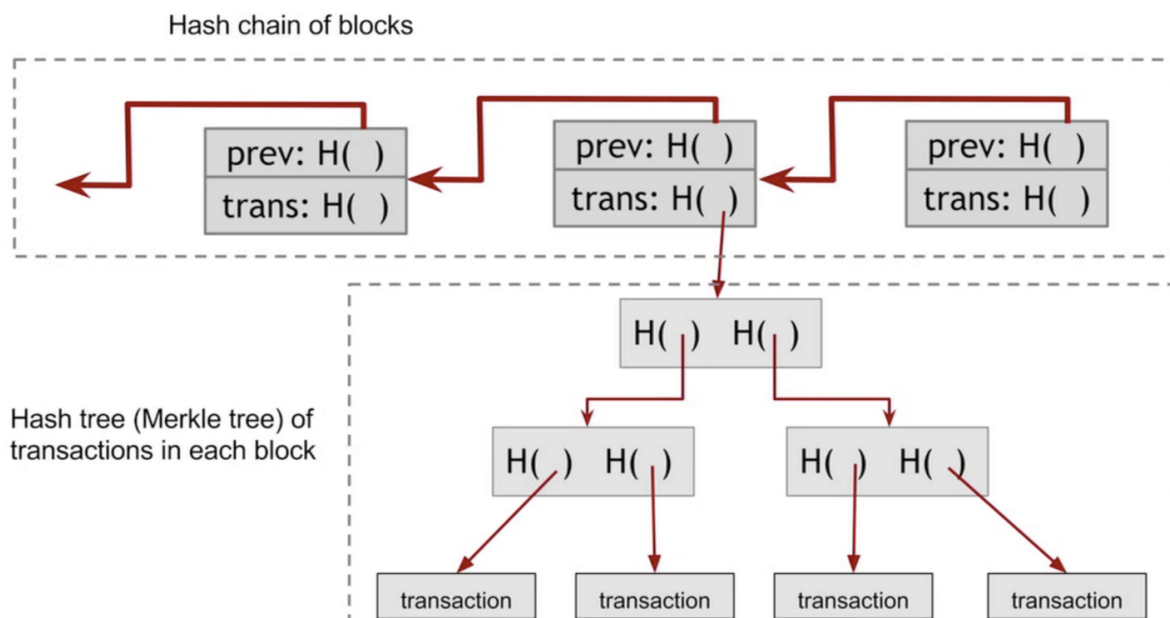 Hash chain of blocks
prev: H( )
trans: H( )
prev: H( )
trans: H( )
prev: H( )
trans: H( )
H( ) H( )
Hash tree (Merkle tree) of
transactions in each block
H( ) H( )
H( ) H( )
transaction
transaction
transaction
transaction